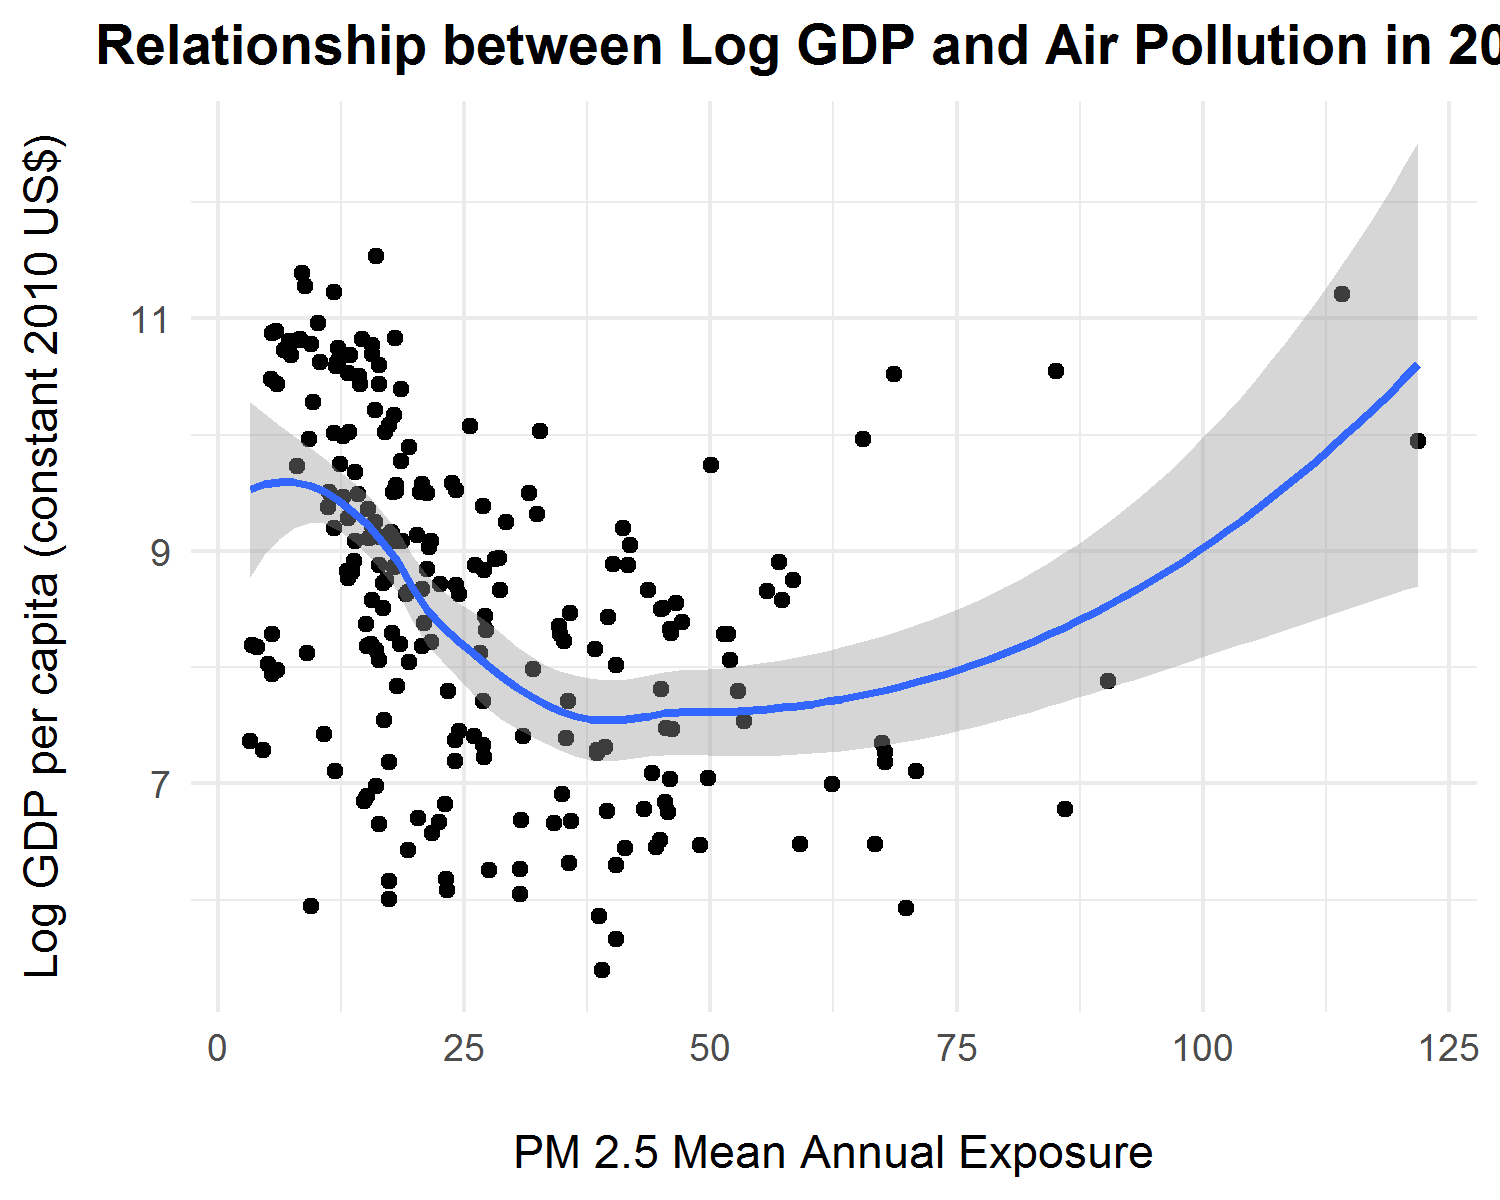 Relationship between Log GDP and Air Pollution in 20
Log GDP per capita (constant 2010 US$)
11
9
7
0 25 50 75 100 125
PM 2.5 Mean Annual Exposure